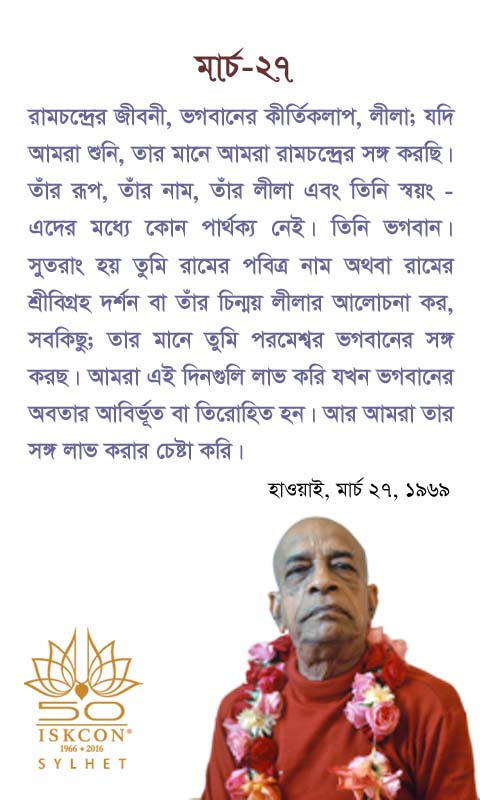 মার্চ-২৭
রামচন্দ্রের জীবনী, ভগবানের কীর্তিকলাপ, লীলা; যদি
আমরা শুনি, তার মানে আমরা রামচন্দ্রের সঙ্গ করছি।
তাঁর রূপ, তাঁর নাম, তাঁর লীলা এবং তিনি স্বয়ং -
এদের মধ্যে কোন পার্থক্য নেই। তিনি ভগবান।
সুতরাং হয় তুমি রামের পবিত্র নাম অথবা রামের
শ্রীবিগ্রহ দর্শন বা তাঁর চিন্ময় লীলার আলোচনা কর,
সবকিছু; তার মানে তুমি পরমেশ্বর ভগবানের সঙ্গ
করছ। আমরা এই দিনগুলি লাভ করি যখন ভগবানের
অবতার আবির্ভূত বা তিরোহিত হন। আর আমরা তার
সঙ্গ লাভ করার চেষ্টা করি।
হাওয়াই, মার্চ ২৭, ১৯৬৯
50
ISKCON®
1966 ✦ 2016
SYLHET